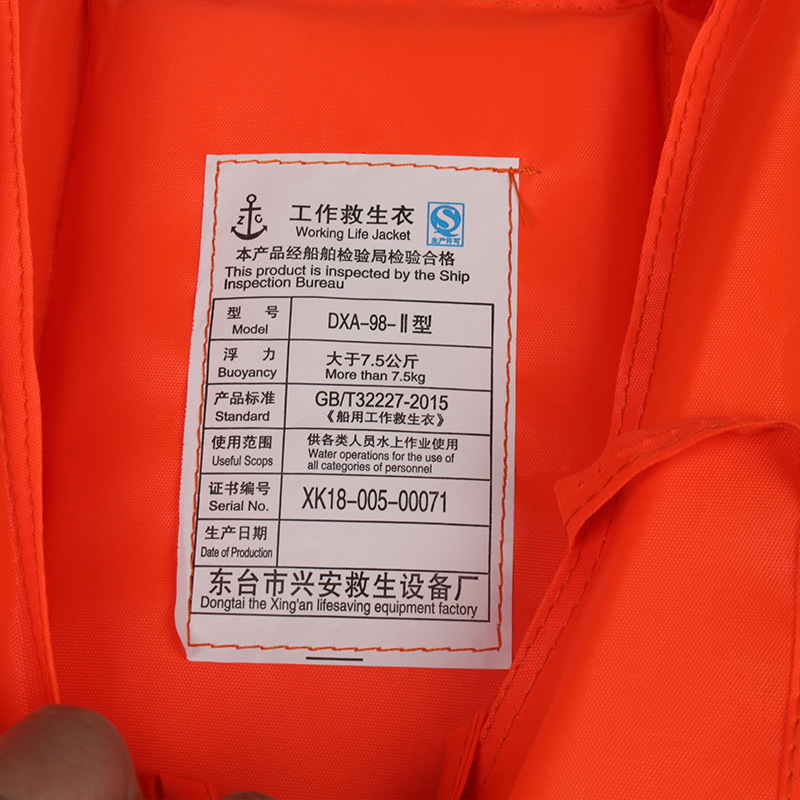 Z C
工作救生衣
Working Life Jacket
S
生产许可
本产品经船舶检验局检验合格
This product is inspected by the Ship
Inspection Bureau
型 号
Model
DXA-98-Ⅱ型
浮 力
Buoyancy
大于7.5公斤
More than 7.5kg
产品标准
Standard
GB/T32227-2015
《船用工作救生衣》
使用范围
Useful Scops
供各类人员水上作业使用
Water operations for the use of
all categories of personnel
证书编号
Serial No.
XK18-005-00071
生产日期
Date of Production
东台市兴安救生设备厂
Dongtai the Xing'an lifesaving equipment factory